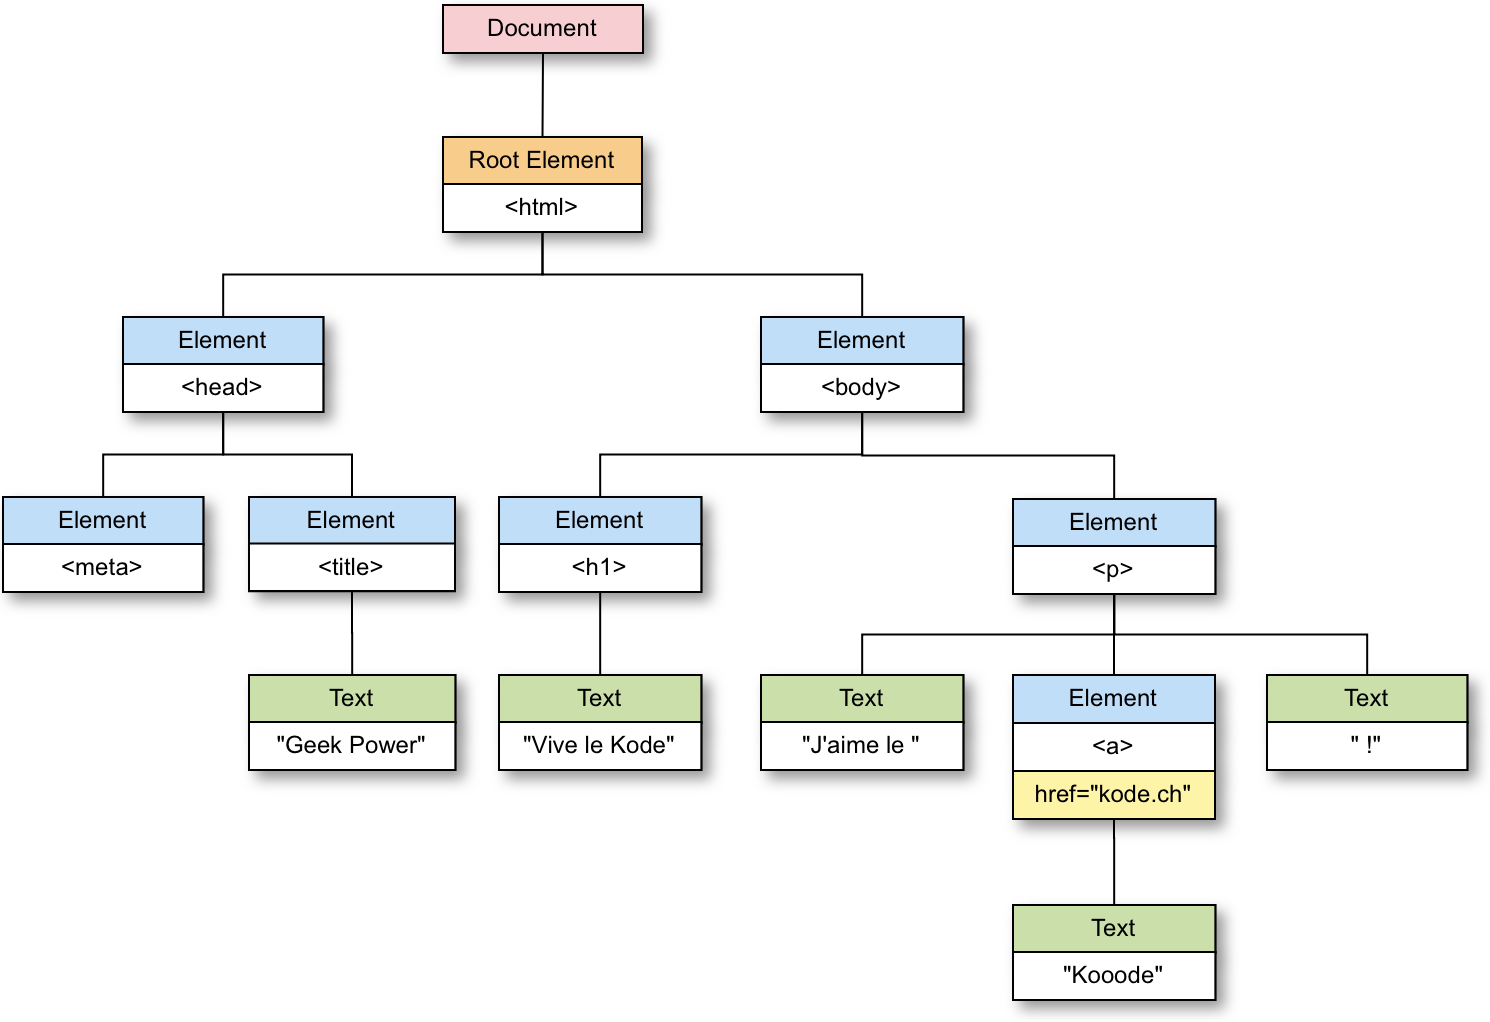 Document
Root Element
<html>
Element
<head>
Element
<body>
Element
<meta>
Element
<title>
Element
<h1>
Element
<p>
Text
"Geek Power"
Text
"Vive le Kode"
Text
"J'aime le "
Element
<a>
href="kode.ch"
Text
" !"
Text
"Kooode"